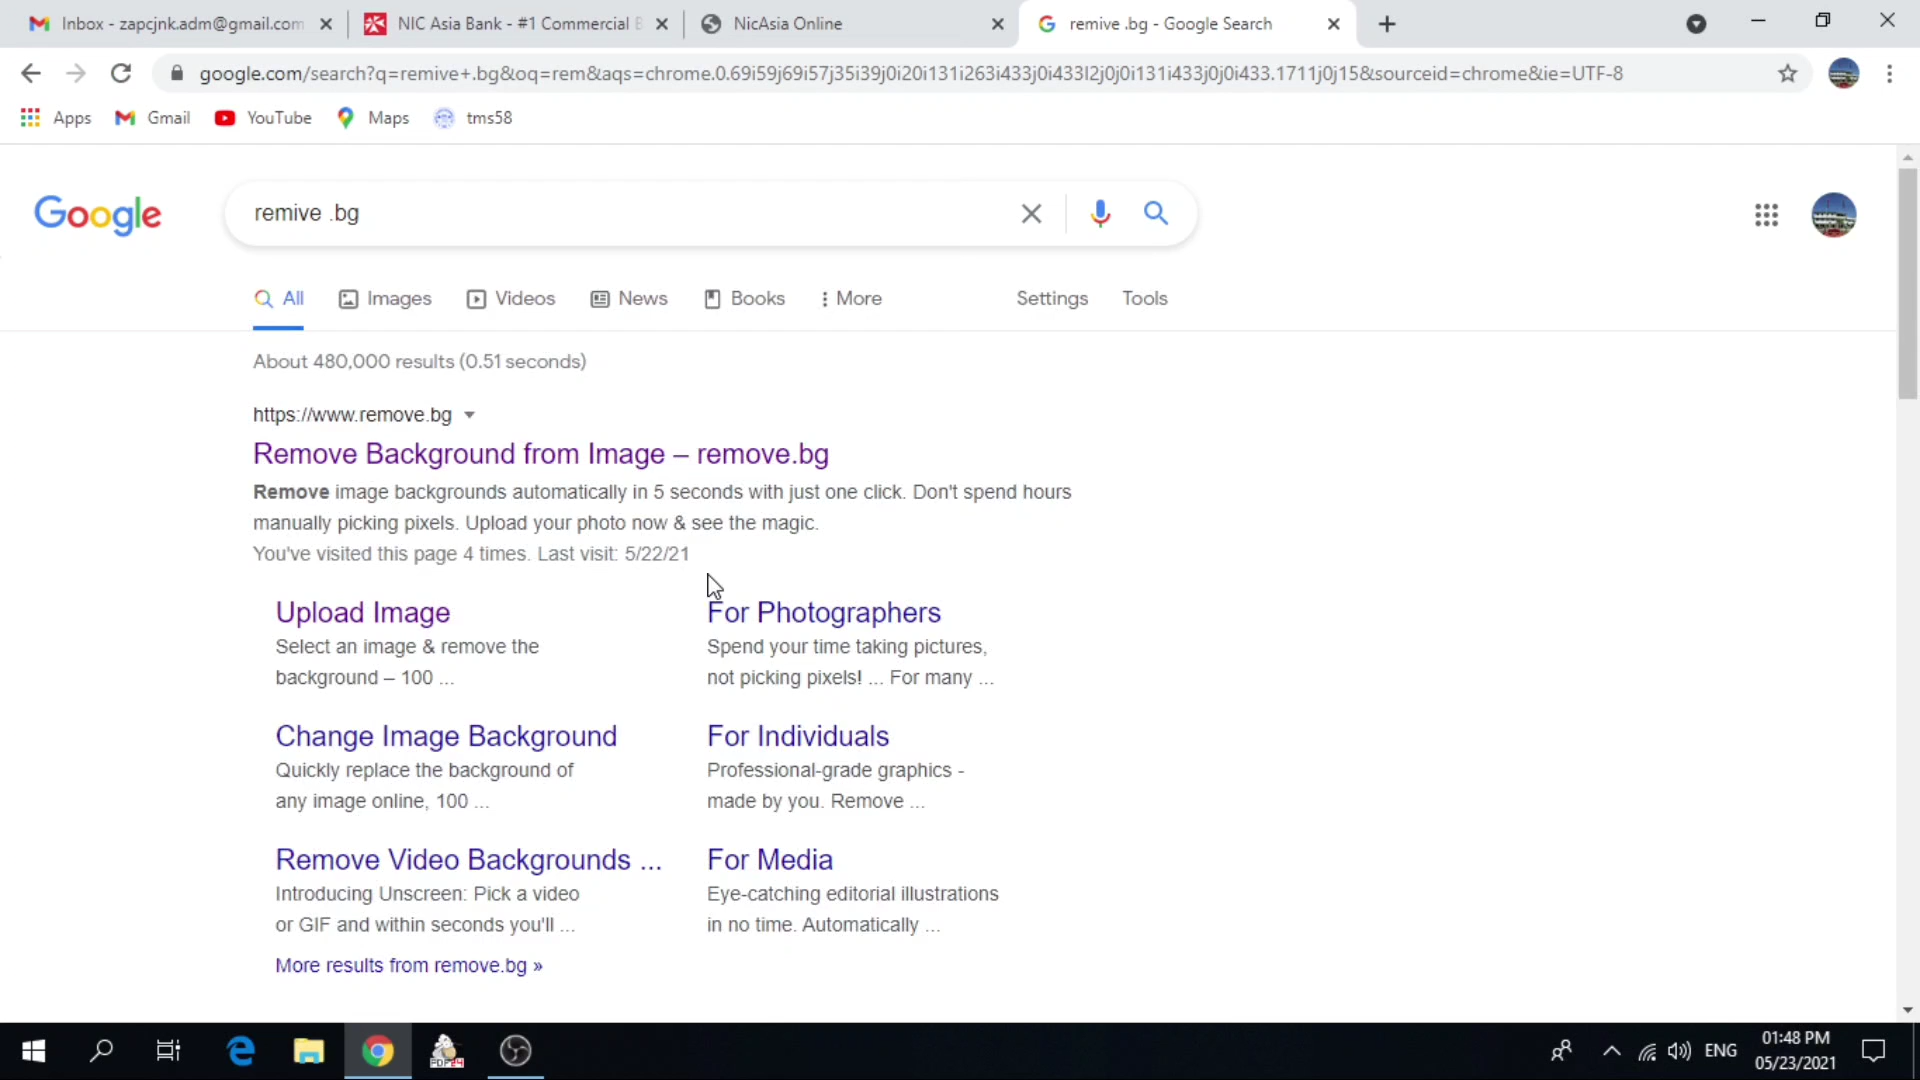 Inbox - zapcjnk.adm@gmail.com
NIC Asia Bank - #1 Commercial B
NicAsia Online
remive .bg - Google Search
google.com/search?q=remive+.bg&oq=rem&aqs=chrome.0.69i59j69i57j35i39j0i20i131i263i433j0i433l2j0j0i131i433j0j0i433.1711j0j15&sourceid=chrome&ie=UTF-8
Apps
Gmail
YouTube
Maps
tms58
Google
remive .bg
All
Images
Videos
News
Books
More
Settings
Tools
About 480,000 results (0.51 seconds)
https://www.remove.bg
Remove Background from Image – remove.bg
Remove image backgrounds automatically in 5 seconds with just one click. Don't spend hours
manually picking pixels. Upload your photo now & see the magic.
You've visited this page 4 times. Last visit: 5/22/21
Upload Image
Select an image & remove the
background – 100 ...
For Photographers
Spend your time taking pictures,
not picking pixels! ... For many ...
Change Image Background
Quickly replace the background of
any image online, 100 ...
For Individuals
Professional-grade graphics -
made by you. Remove ...
Remove Video Backgrounds ...
Introducing Unscreen: Pick a video
or GIF and within seconds you'll ...
For Media
Eye-catching editorial illustrations
in no time. Automatically ...
More results from remove.bg »
PDF24
ENG
01:48 PM
05/23/2021